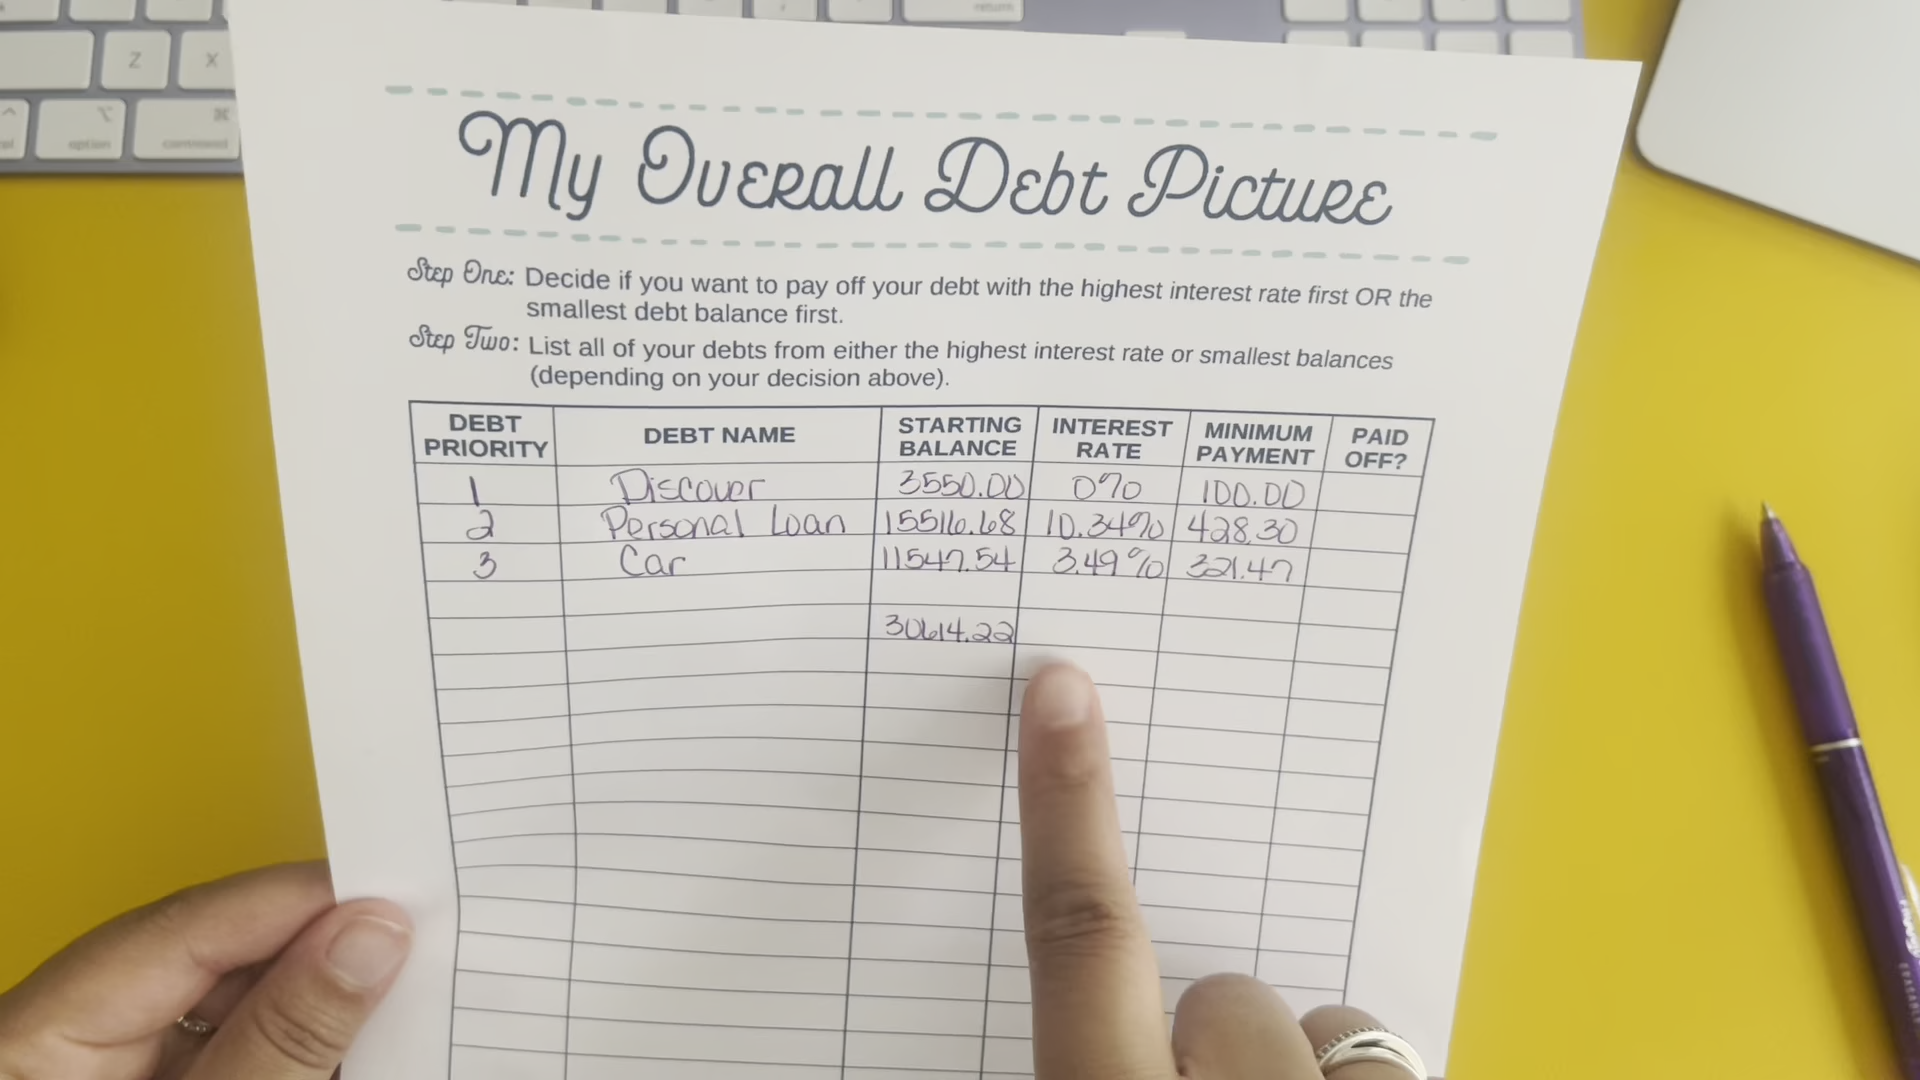 return
Z X
option command
My Overall Debt Picture
Step One: Decide if you want to pay off your debt with the highest interest rate first OR the
smallest debt balance first.
Step Two: List all of your debts from either the highest interest rate or smallest balances
(depending on your decision above).
DEBT PRIORITY DEBT NAME STARTING BALANCE INTEREST RATE MINIMUM PAYMENT PAID OFF?
1 Discover 3550.00 0% 100.00
2 Personal Loan 15516.68 10.34% 428.30
3 Car 11547.54 3.49% 321.47
30614.22